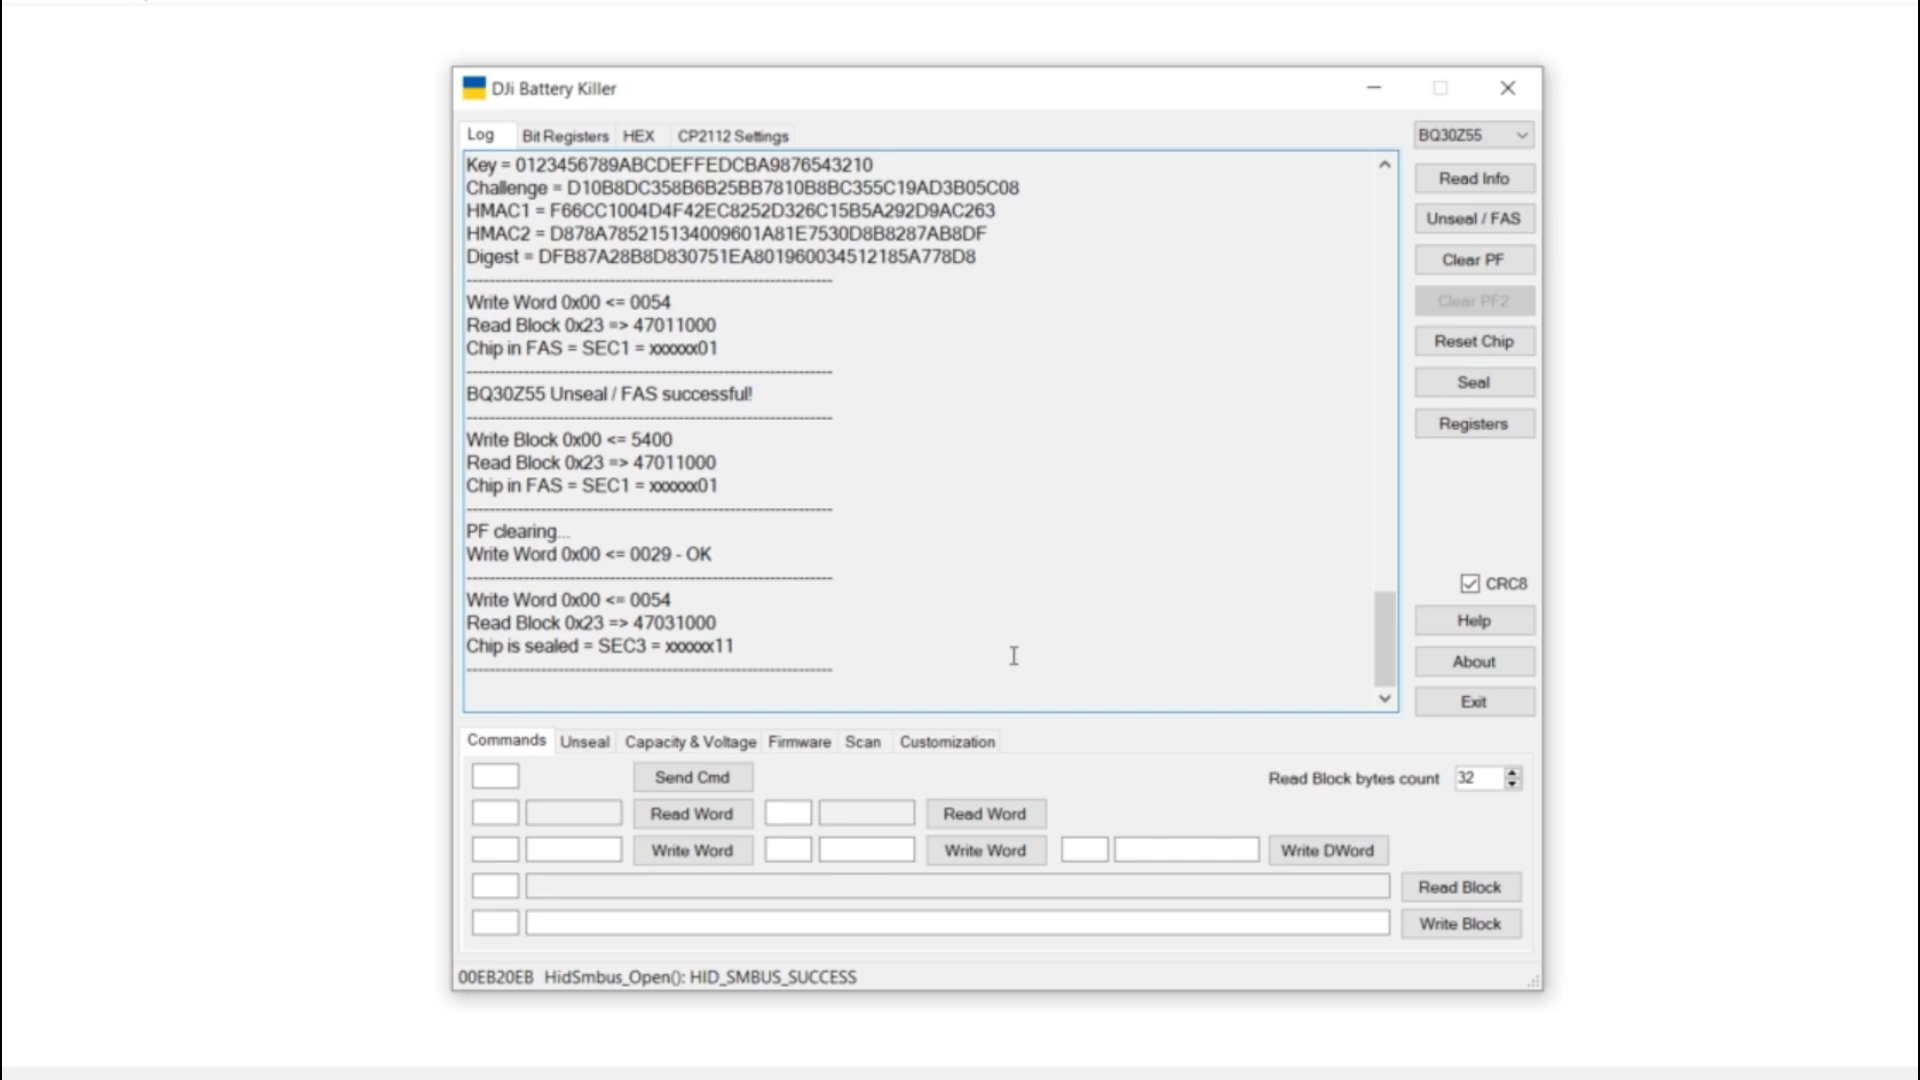 DJi Battery Killer
Log
Bit Registers
HEX
CP2112 Settings
BQ30Z55
Key = 0123456789ABCDEFFEDCBA9876543210
Challenge = D10B8DC358B6B25BB7810B8BC355C19AD3B05C08
HMAC1 = F66CC1004D4F42EC8252D326C15B5A292D9AC263
HMAC2 = D878A785215134009601A81E7530D8B8287AB8DF
Digest = DFB87A28B8D830751EA801960034512185A778D8
--------------------------------------------------------------------------------
Write Word 0x00 <= 0054
Read Block 0x23 => 47011000
Chip in FAS = SEC1 = xxxxxx01
--------------------------------------------------------------------------------
BQ30Z55 Unseal / FAS successful!
--------------------------------------------------------------------------------
Write Block 0x00 <= 5400
Read Block 0x23 => 47011000
Chip in FAS = SEC1 = xxxxxx01
--------------------------------------------------------------------------------
PF clearing...
Write Word 0x00 <= 0029 - OK
--------------------------------------------------------------------------------
Write Word 0x00 <= 0054
Read Block 0x23 => 47031000
Chip is sealed = SEC3 = xxxxxx11
--------------------------------------------------------------------------------
Read Info
Unseal / FAS
Clear PF
Clear PF2
Reset Chip
Seal
Registers
CRC8
Help
About
Exit
Commands
Unseal
Capacity & Voltage
Firmware
Scan
Customization
Send Cmd
Read Block bytes count
32
Read Word
Read Word
Write Word
Write Word
Write DWord
Read Block
Write Block
00EB20EB HidSmbus_Open(): HID_SMBUS_SUCCESS